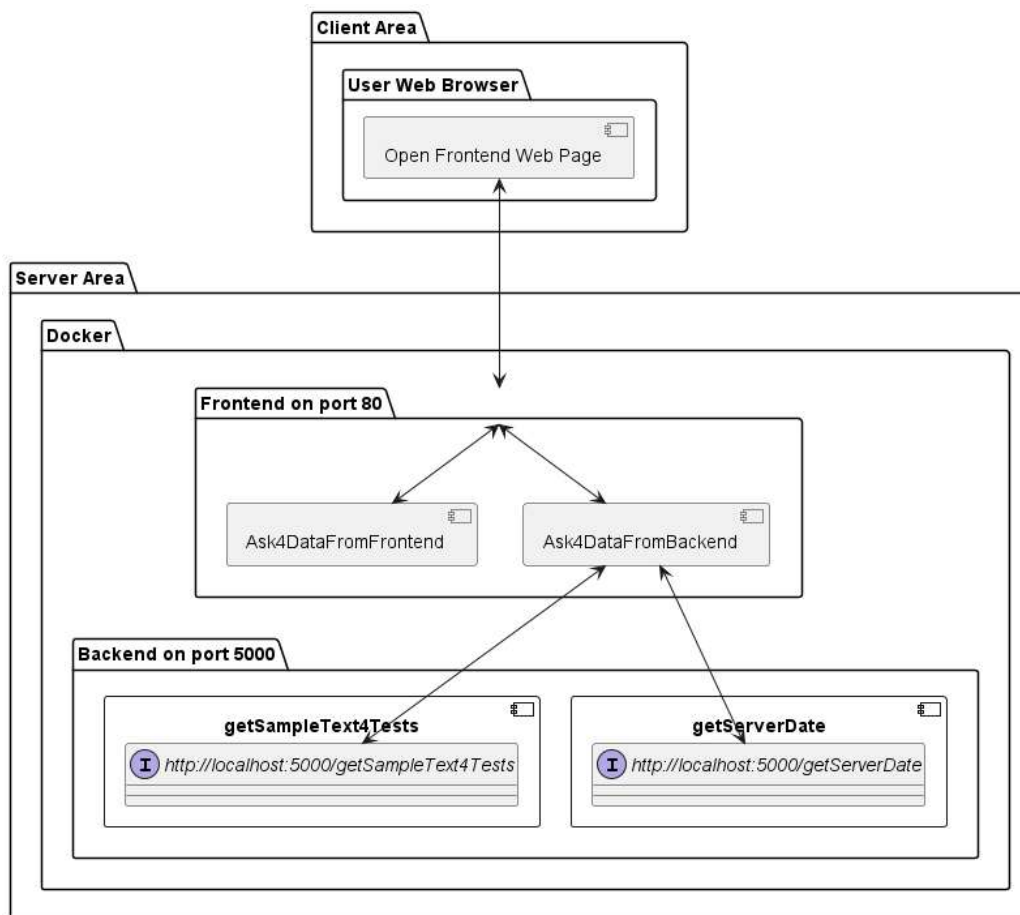 Client Area
User Web Browser
Open Frontend Web Page
Server Area
Docker
Frontend on port 80
Ask4DataFromFrontend
Ask4DataFromBackend
Backend on port 5000
getSampleText4Tests
getServerDate
I http://localhost:5000/getSampleText4Tests
I http://localhost:5000/getServerDate